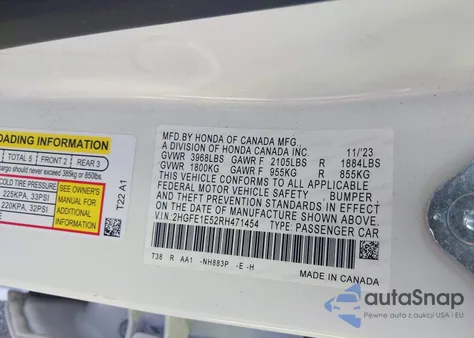 LOADING INFORMATION
TOTAL 5 FRONT 2 REAR 3
cargo should never exceed 385kg or 850lbs.
COLD TIRE PRESSURE
225KPA, 33PSI
220KPA, 32PSI
SEE OWNER'S
MANUAL FOR
ADDITIONAL
INFORMATION
T22 A1
MFD.BY HONDA OF CANADA MFG.,
A DIVISION OF HONDA CANADA INC. 11/'23
GVWR 3968LBS GAWR F 2105LBS R 1884LBS
GVWR 1800KG GAWR F 955KG R 855KG
THIS VEHICLE CONFORMS TO ALL APPLICABLE
FEDERAL MOTOR VEHICLE SAFETY , BUMPER ,
AND THEFT PREVENTION STANDARDS IN EFFECT ON
THE DATE OF MANUFACTURE SHOWN ABOVE.
V.I.N:2HGFE1E52RH471454 TYPE: PASSENGER CAR
T38 R AA1 -NH883P -E -H
autoSnap
Pewne auta z aukcji USA / EU